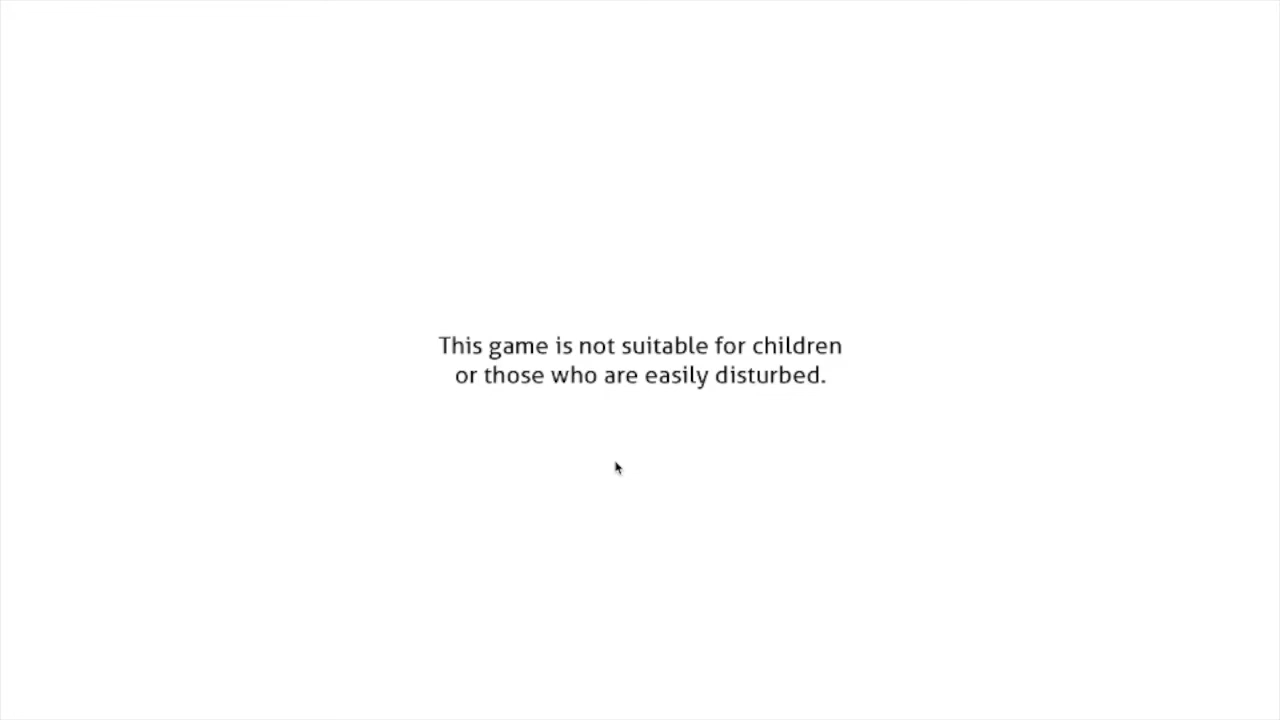 This game is not suitable for children
or those who are easily disturbed.